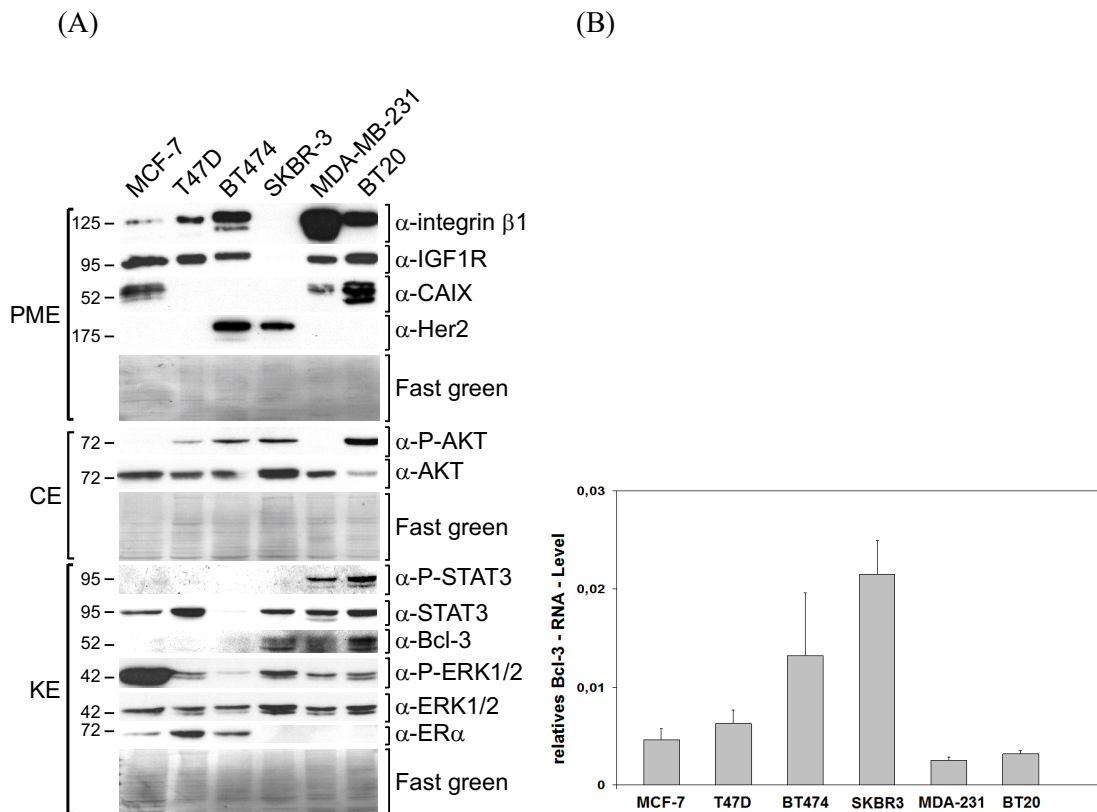 (A)
MCF-7
T47D
BT474
SKBR-3
MDA-MB-231
BT20
PME
125
α-integrin β1
95
α-IGF1R
52
α-CAIX
175
α-Her2
Fast green
CE
72
α-P-AKT
72
α-AKT
Fast green
KE
95
α-P-STAT3
95
α-STAT3
52
α-Bcl-3
42
α-P-ERK1/2
42
α-ERK1/2
72
α-ERα
Fast green
(B)
relatives Bcl-3 - RNA - Level
0,03
0,02
0,01
0
MCF-7 T47D BT474 SKBR3 MDA-231 BT20